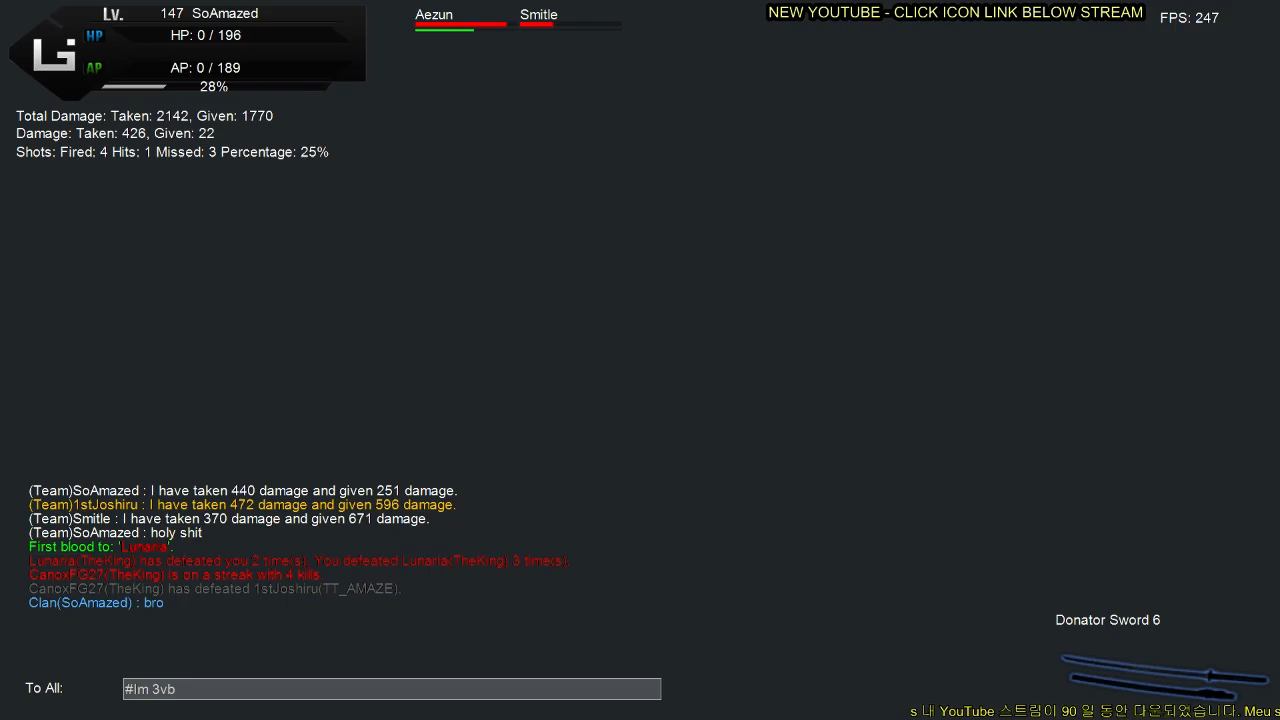 Lv. 147 SoAmazed
HP HP: 0 / 196
AP AP: 0 / 189
28%
Aezun Smitle
NEW YOUTUBE - CLICK ICON LINK BELOW STREAM
FPS: 247
Total Damage: Taken: 2142, Given: 1770
Damage: Taken: 426, Given: 22
Shots: Fired: 4 Hits: 1 Missed: 3 Percentage: 25%
(Team)SoAmazed : I have taken 440 damage and given 251 damage.
(Team)1stJoshiru : I have taken 472 damage and given 596 damage.
(Team)Smitle : I have taken 370 damage and given 671 damage.
(Team)SoAmazed : holy shit
First blood to: 'Lunaria'.
Lunaria(TheKing) has defeated you 2 time(s). You defeated Lunaria(TheKing) 3 time(s).
CanoxFG27(TheKing) is on a streak with 4 kills
CanoxFG27(TheKing) has defeated 1stJoshiru(TT_AMAZE).
Clan(SoAmazed) : bro
Donator Sword 6
To All: #lm 3vb
s 내 YouTube 스트림이 90 일 동안 다운되었습니다. Meu s